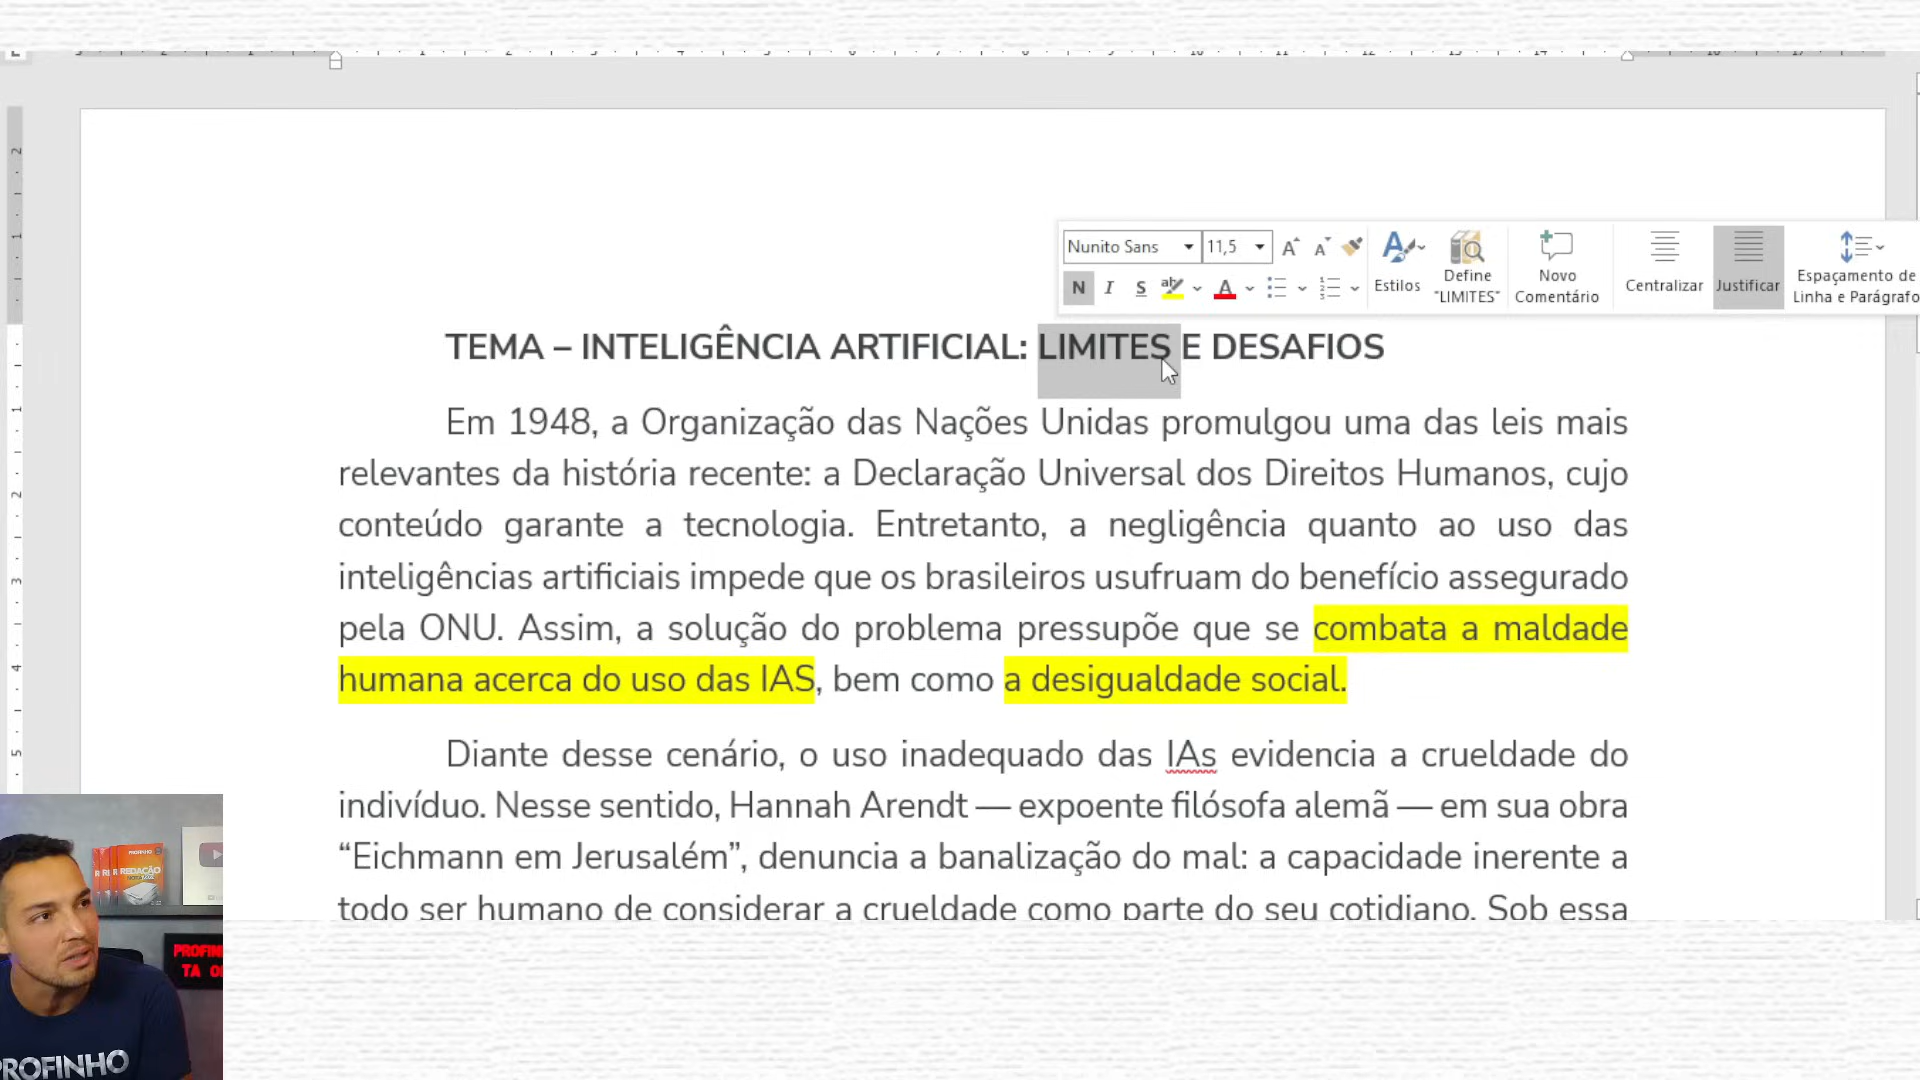 Nunito Sans
11,5
N I S
Estilos
Define
"LIMITES"
Novo
Comentário
Centralizar
Justificar
Espaçamento de
Linha e Parágrafo
TEMA – INTELIGÊNCIA ARTIFICIAL: LIMITES E DESAFIOS
Em 1948, a Organização das Nações Unidas promulgou uma das leis mais
relevantes da história recente: a Declaração Universal dos Direitos Humanos, cujo
conteúdo garante a tecnologia. Entretanto, a negligência quanto ao uso das
inteligências artificiais impede que os brasileiros usufruam do benefício assegurado
pela ONU. Assim, a solução do problema pressupõe que se combata a maldade
humana acerca do uso das IAS, bem como a desigualdade social.
Diante desse cenário, o uso inadequado das IAs evidencia a crueldade do
indivíduo. Nesse sentido, Hannah Arendt — expoente filósofa alemã — em sua obra
“Eichmann em Jerusalém”, denuncia a banalização do mal: a capacidade inerente a
todo ser humano de considerar a crueldade como parte do seu cotidiano. Sob essa
PROFINHO
REDAÇÃO
TA
PROFINHO